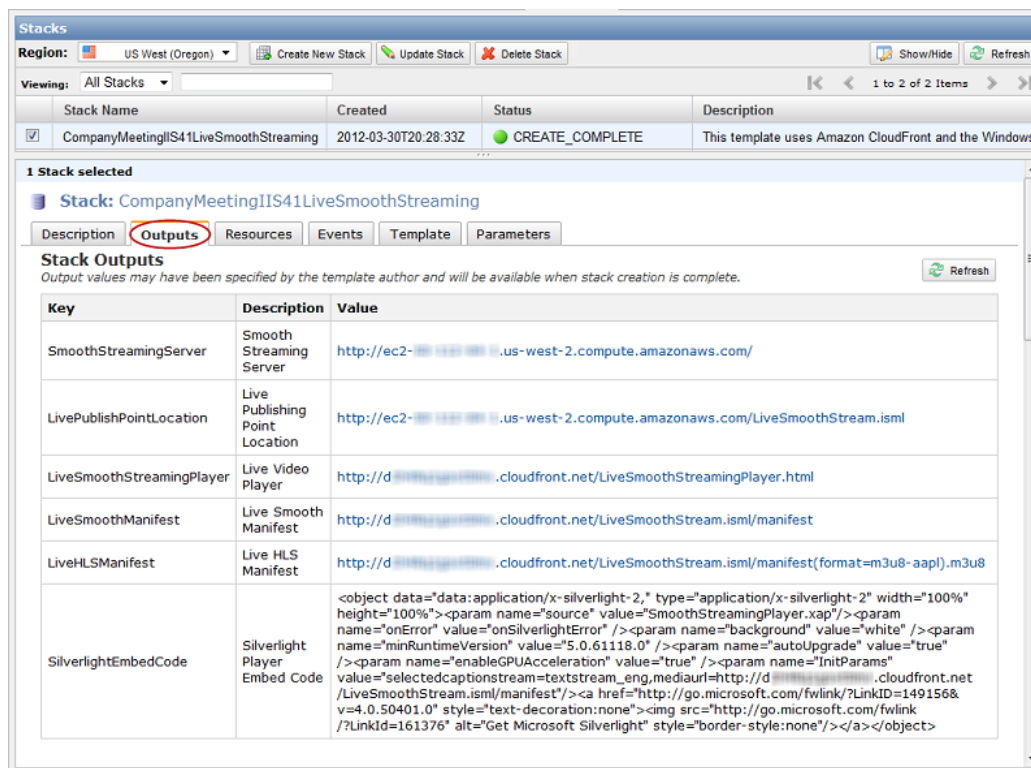 Stacks
Region: US West (Oregon) Create New Stack Update Stack Delete Stack Show/Hide Refresh
Viewing: All Stacks 1 to 2 of 2 Items
Stack Name Created Status Description
CompanyMeetingIIS41LiveSmoothStreaming 2012-03-30T20:28:33Z CREATE_COMPLETE This template uses Amazon CloudFront and the Windows
1 Stack selected
Stack: CompanyMeetingIIS41LiveSmoothStreaming
Description Outputs Resources Events Template Parameters
Stack Outputs
Output values may have been specified by the template author and will be available when stack creation is complete.
Refresh
Key Description Value
SmoothStreamingServer
Smooth
Streaming
Server
http://ec2- .us-west-2.compute.amazonaws.com/
LivePublishPointLocation
Live
Publishing
Point
Location
http://ec2- .us-west-2.compute.amazonaws.com/LiveSmoothStream.isml
LiveSmoothStreamingPlayer
Live Video
Player
http://d .cloudfront.net/LiveSmoothStreamingPlayer.html
LiveSmoothManifest
Live Smooth
Manifest
http://d .cloudfront.net/LiveSmoothStream.isml/manifest
LiveHLSManifest
Live HLS
Manifest
http://d .cloudfront.net/LiveSmoothStream.isml/manifest(format=m3u8-aapl).m3u8
SilverlightEmbedCode
Silverlight
Player
Embed Code
<object data="data:application/x-silverlight-2," type="application/x-silverlight-2" width="100%"
height="100%"><param name="source" value="SmoothStreamingPlayer.xap"/><param
name="onError" value="onSilverlightError" /><param name="background" value="white" /><param
name="minRuntimeVersion" value="5.0.61118.0" /><param name="autoUpgrade" value="true"
/><param name="enableGPUAcceleration" value="true" /><param name="InitParams"
value="selectedcaptionstream=textstream_eng,mediaurl=http://d .cloudfront.net
/LiveSmoothStream.isml/manifest"/><a href="http://go.microsoft.com/fwlink/?LinkID=149156&
v=4.0.50401.0" style="text-decoration:none"><img src="http://go.microsoft.com/fwlink
/?LinkId=161376" alt="Get Microsoft Silverlight" style="border-style:none"/></a></object>